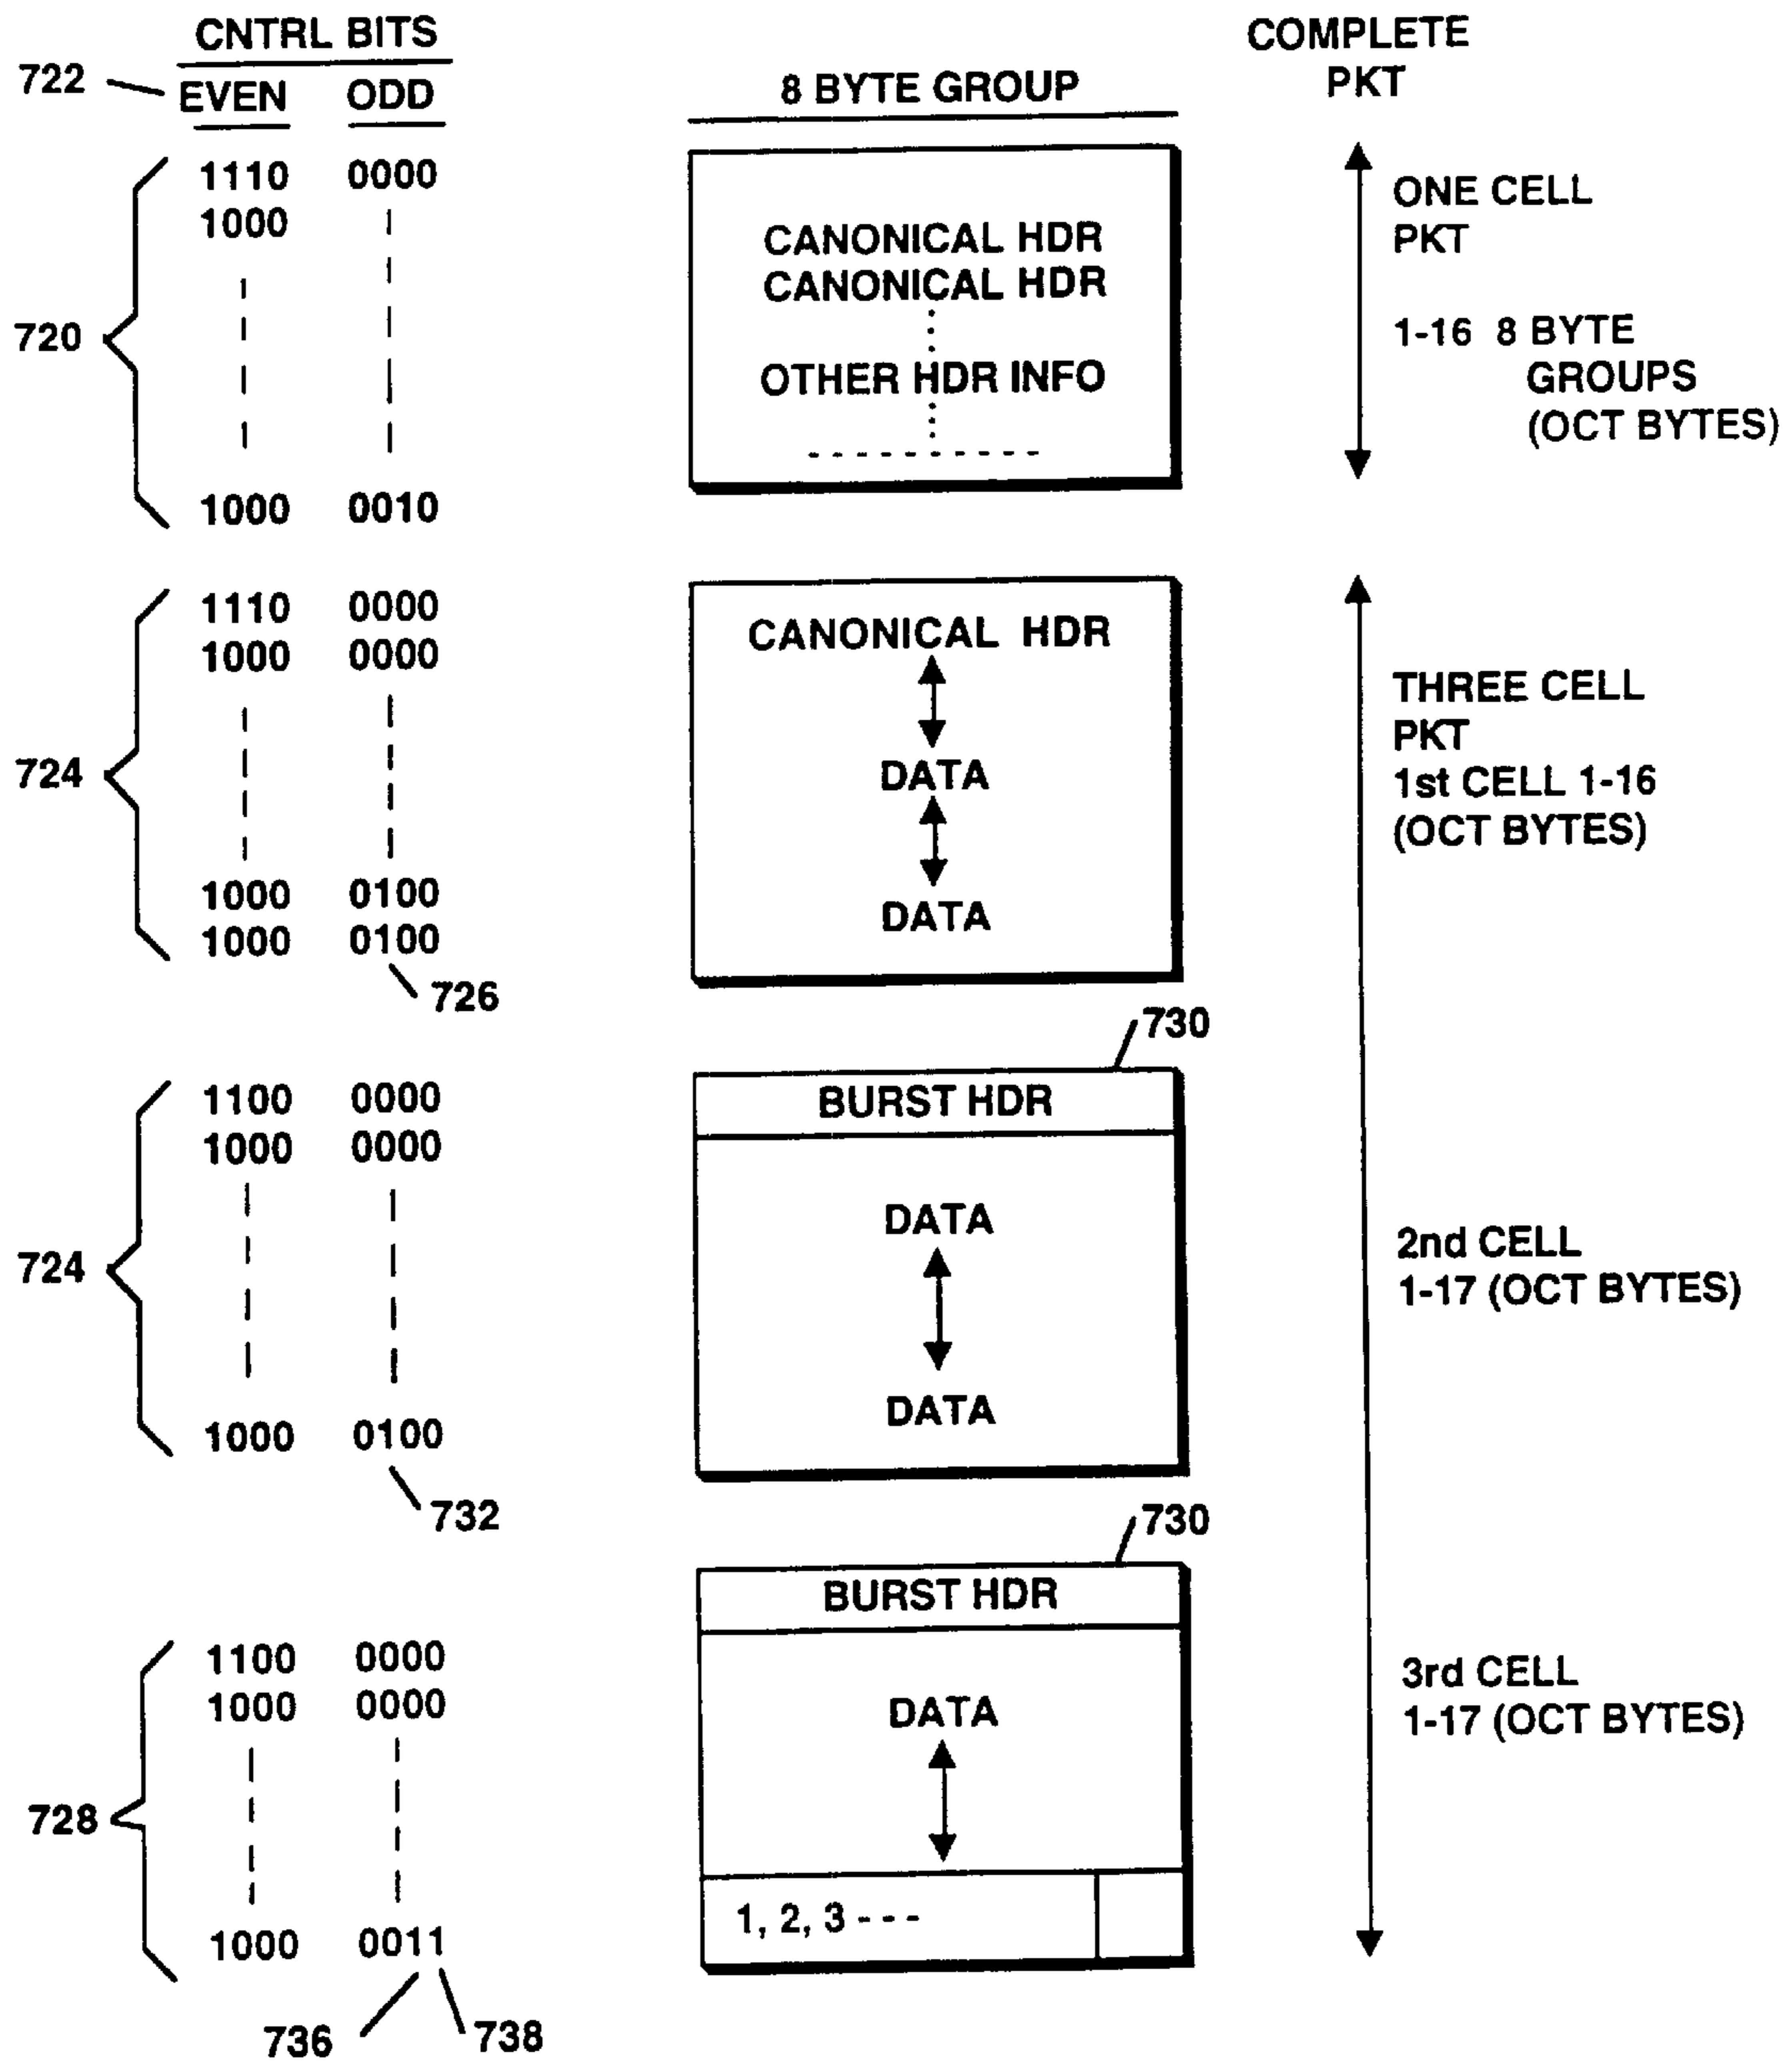 CNTRL BITS
722 EVEN ODD
8 BYTE GROUP
COMPLETE
PKT
720
1110 0000
1000
1000 0010
CANONICAL HDR
CANONICAL HDR
OTHER HDR INFO
ONE CELL
PKT
1-16 8 BYTE
GROUPS
(OCT BYTES)
724
1110 0000
1000 0000
1000 0100
1000 0100
726
CANONICAL HDR
DATA
DATA
THREE CELL
PKT
1st CELL 1-16
(OCT BYTES)
724
1100 0000
1000 0000
1000 0100
732
730
BURST HDR
DATA
DATA
2nd CELL
1-17 (OCT BYTES)
728
1100 0000
1000 0000
1000 0011
736 738
730
BURST HDR
DATA
1, 2, 3 - - -
3rd CELL
1-17 (OCT BYTES)